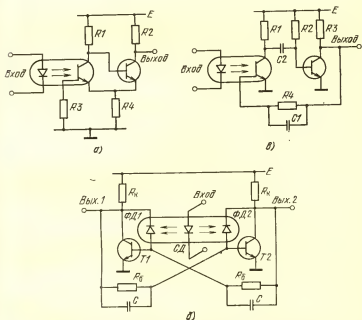 E
R1
R2
Вход
Выход
R3
R4
а)
E
R1
R2
R3
C2
Вход
Выход
R4
C1
в)
E
Вых.1
Rк
ФД1
Вход
СД
ФД2
Rк
Вых.2
T1
T2
Rб
C
Rб
C
б)